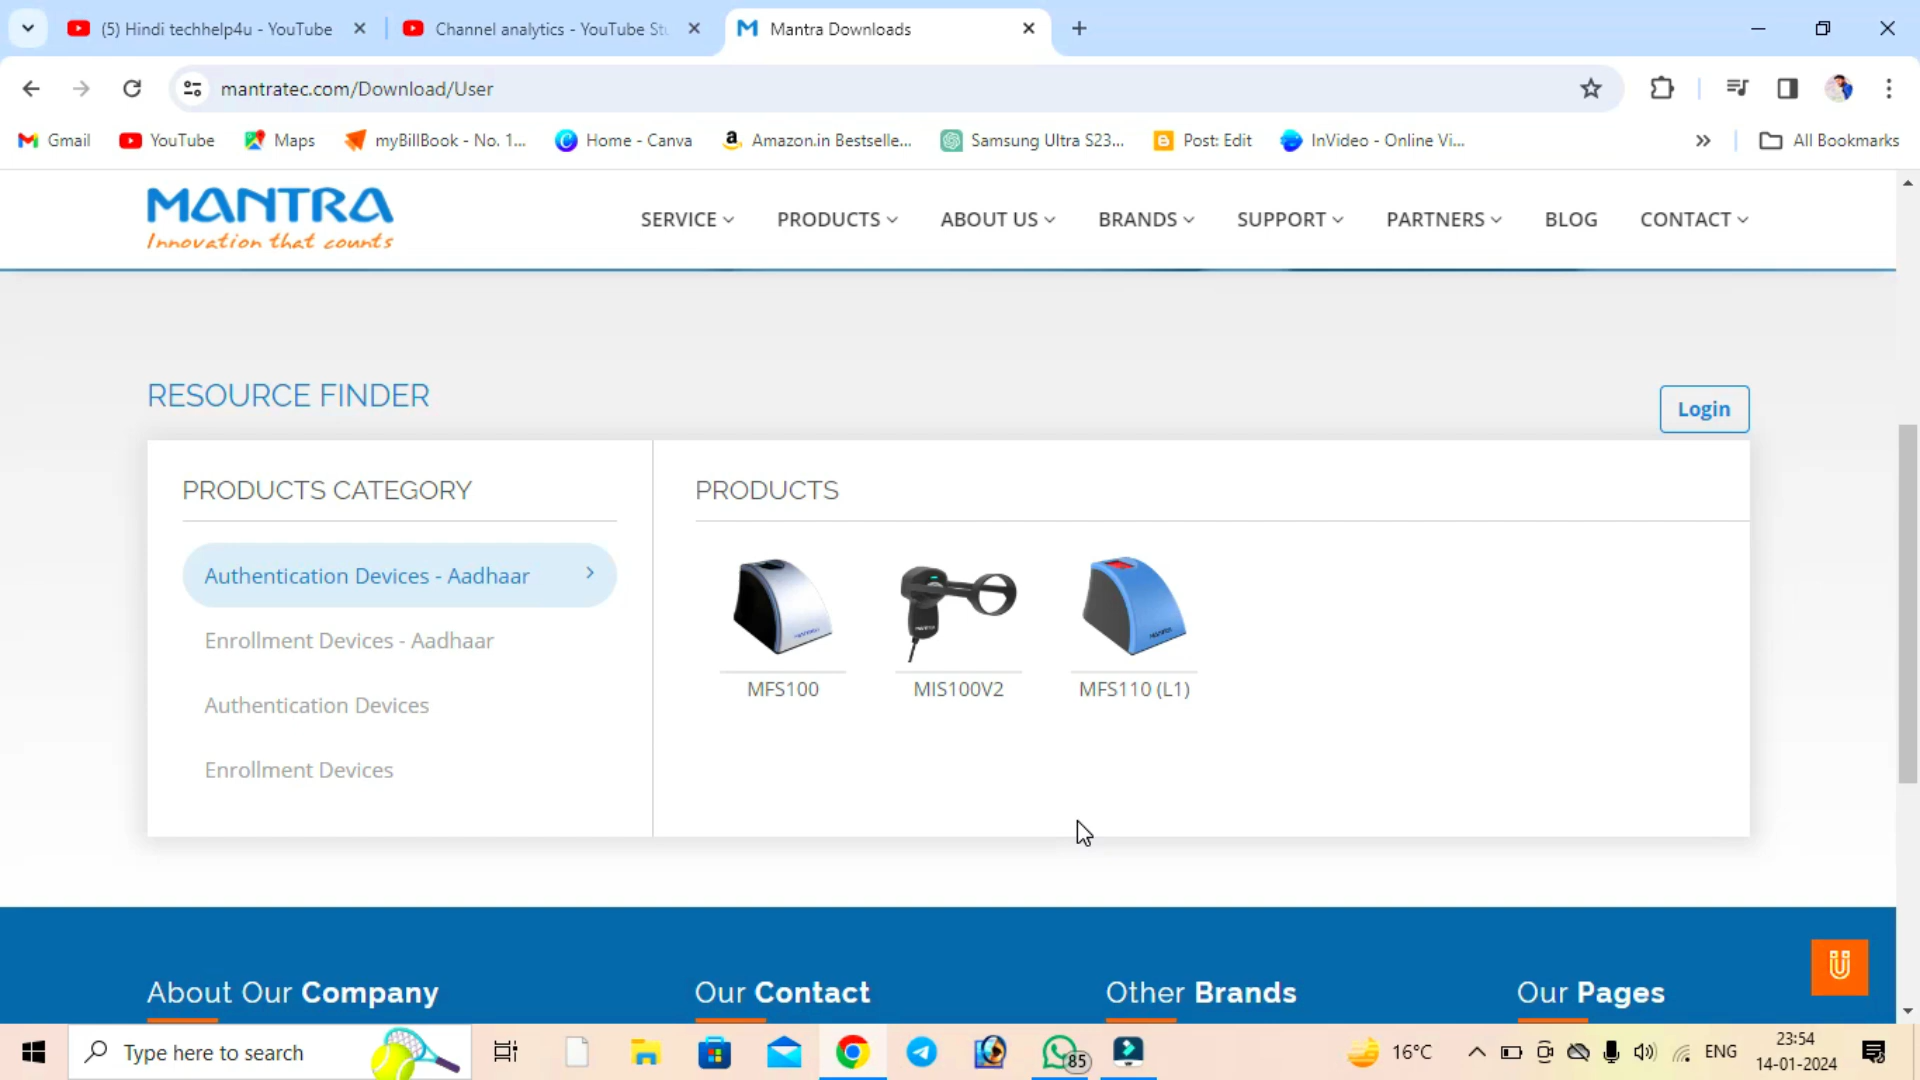 (5) Hindi techhelp4u - YouTube
Channel analytics - YouTube Stu
Mantra Downloads
mantratec.com/Download/User
Gmail
YouTube
Maps
myBillBook - No. 1...
Home - Canva
Amazon.in Bestselle...
Samsung Ultra S23...
Post: Edit
InVideo - Online Vi...
All Bookmarks
MANTRA
Innovation that counts
SERVICE
PRODUCTS
ABOUT US
BRANDS
SUPPORT
PARTNERS
BLOG
CONTACT
RESOURCE FINDER
Login
PRODUCTS CATEGORY
Authentication Devices - Aadhaar
Enrollment Devices - Aadhaar
Authentication Devices
Enrollment Devices
PRODUCTS
MFS100
MIS100V2
MFS110 (L1)
About Our Company
Our Contact
Other Brands
Our Pages
Type here to search
85
16°C
ENG
23:54
14-01-2024